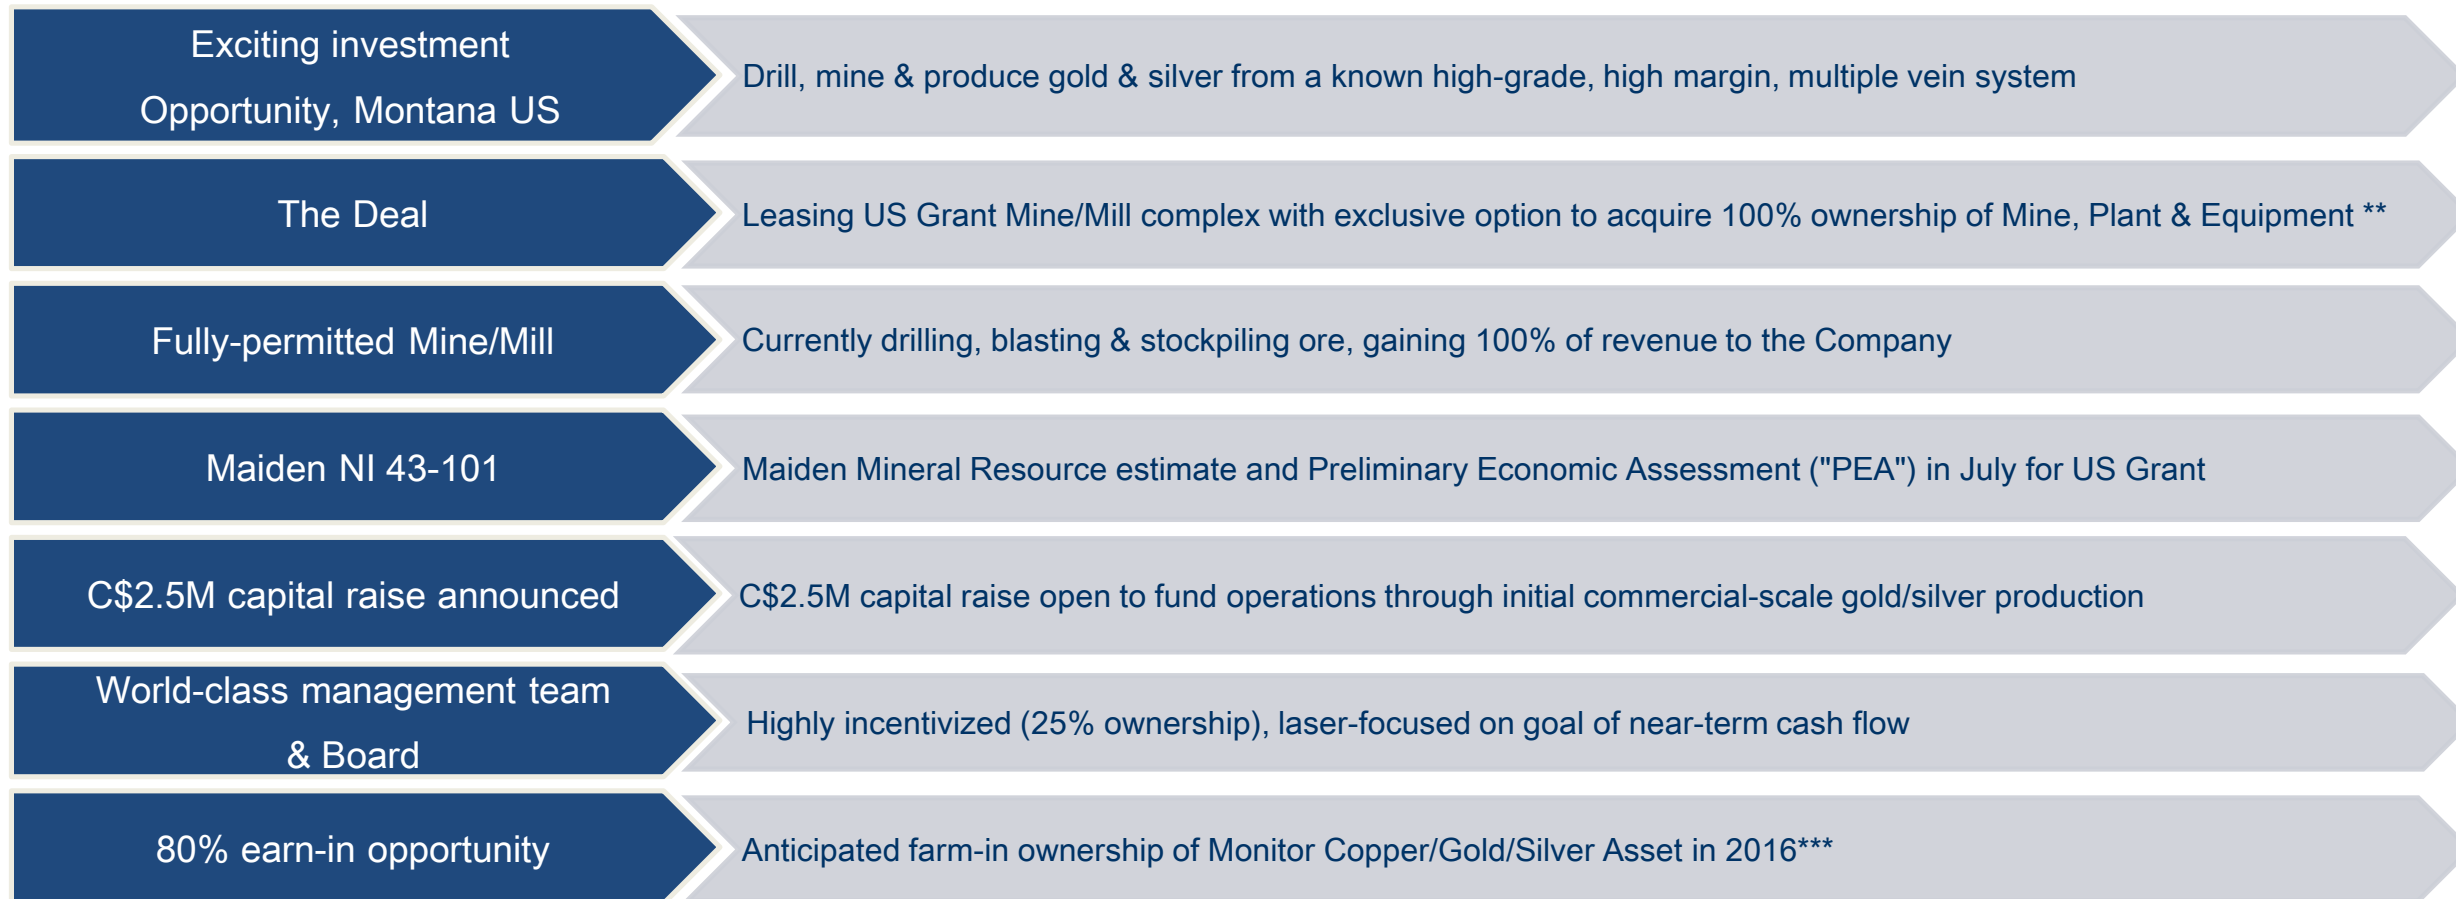 Exciting investment
Opportunity, Montana US
Drill, mine & produce gold & silver from a known high-grade, high margin, multiple vein system
The Deal
Leasing US Grant Mine/Mill complex with exclusive option to acquire 100% ownership of Mine, Plant & Equipment **
Fully-permitted Mine/Mill
Currently drilling, blasting & stockpiling ore, gaining 100% of revenue to the Company
Maiden NI 43-101
Maiden Mineral Resource estimate and Preliminary Economic Assessment ("PEA") in July for US Grant
C$2.5M capital raise announced
C$2.5M capital raise open to fund operations through initial commercial-scale gold/silver production
World-class management team
& Board
Highly incentivized (25% ownership), laser-focused on goal of near-term cash flow
80% earn-in opportunity
Anticipated farm-in ownership of Monitor Copper/Gold/Silver Asset in 2016***